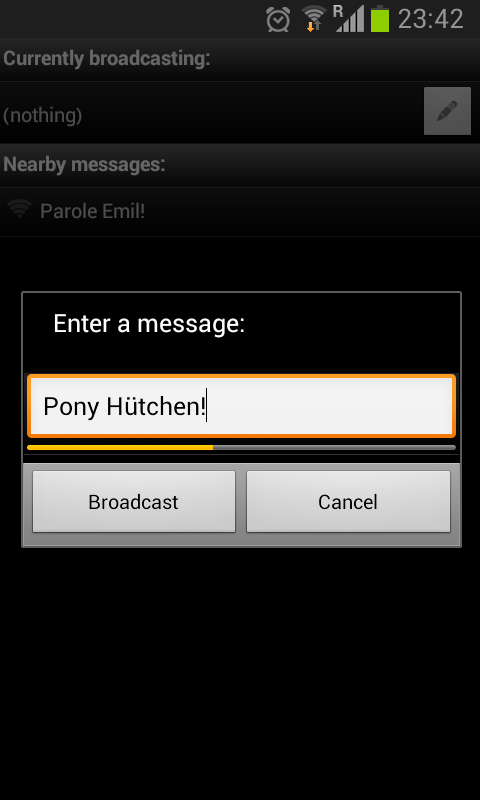 R 23:42
Currently broadcasting:
(nothing)
Nearby messages:
Parole Emil!
Enter a message:
Pony Hütchen!
Broadcast Cancel